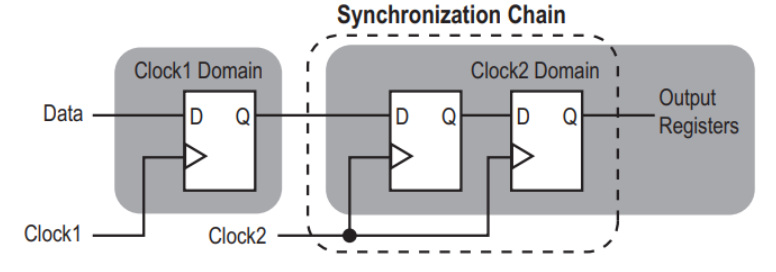 Synchronization Chain
Clock1 Domain
Clock2 Domain
Data
D Q
D Q
D Q
Output
Registers
Clock1
Clock2